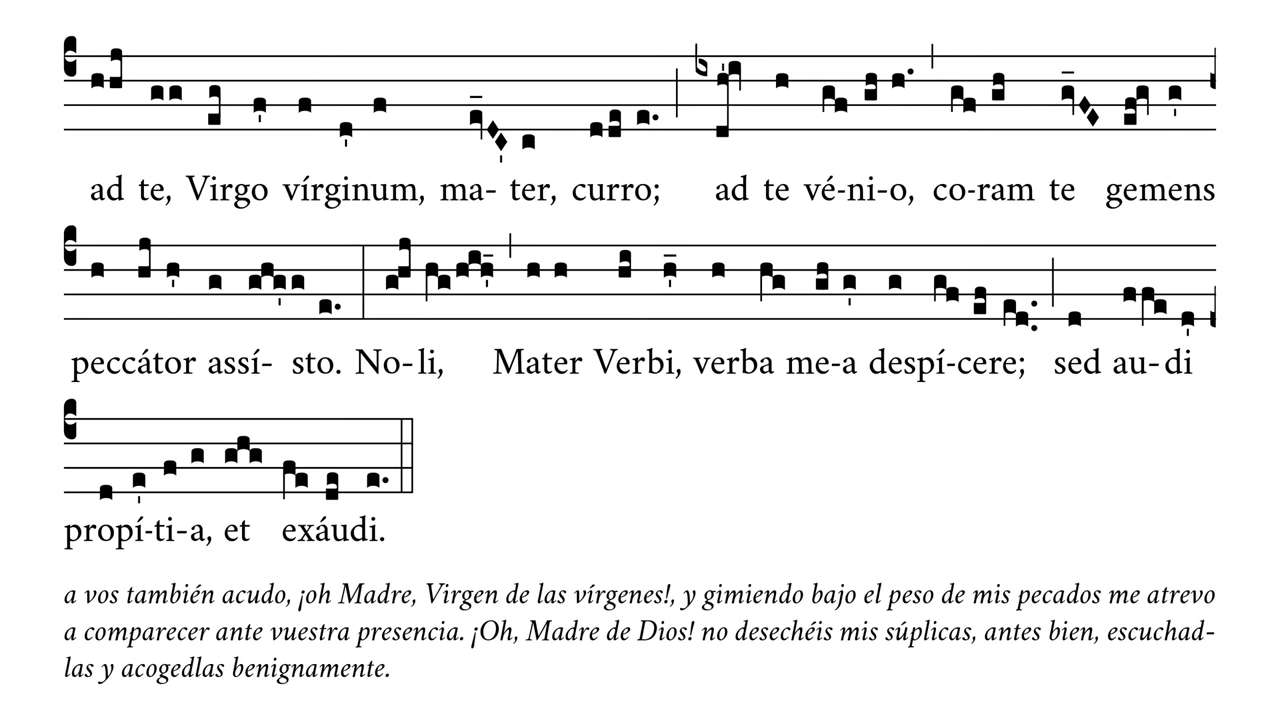 ad te, Virgo vírginum, ma- ter, curro; ad te vé-ni-o, co-ram te gemens
peccátor assí- sto. No-li, Mater Verbi, verba me-a despí-cere; sed au-di
propí-ti-a, et exáudi.
a vos también acudo, ¡oh Madre, Virgen de las vírgenes!, y gimiendo bajo el peso de mis pecados me atrevo
a comparecer ante vuestra presencia. ¡Oh, Madre de Dios! no desechéis mis súplicas, antes bien, escuchad-
las y acogedlas benignamente.